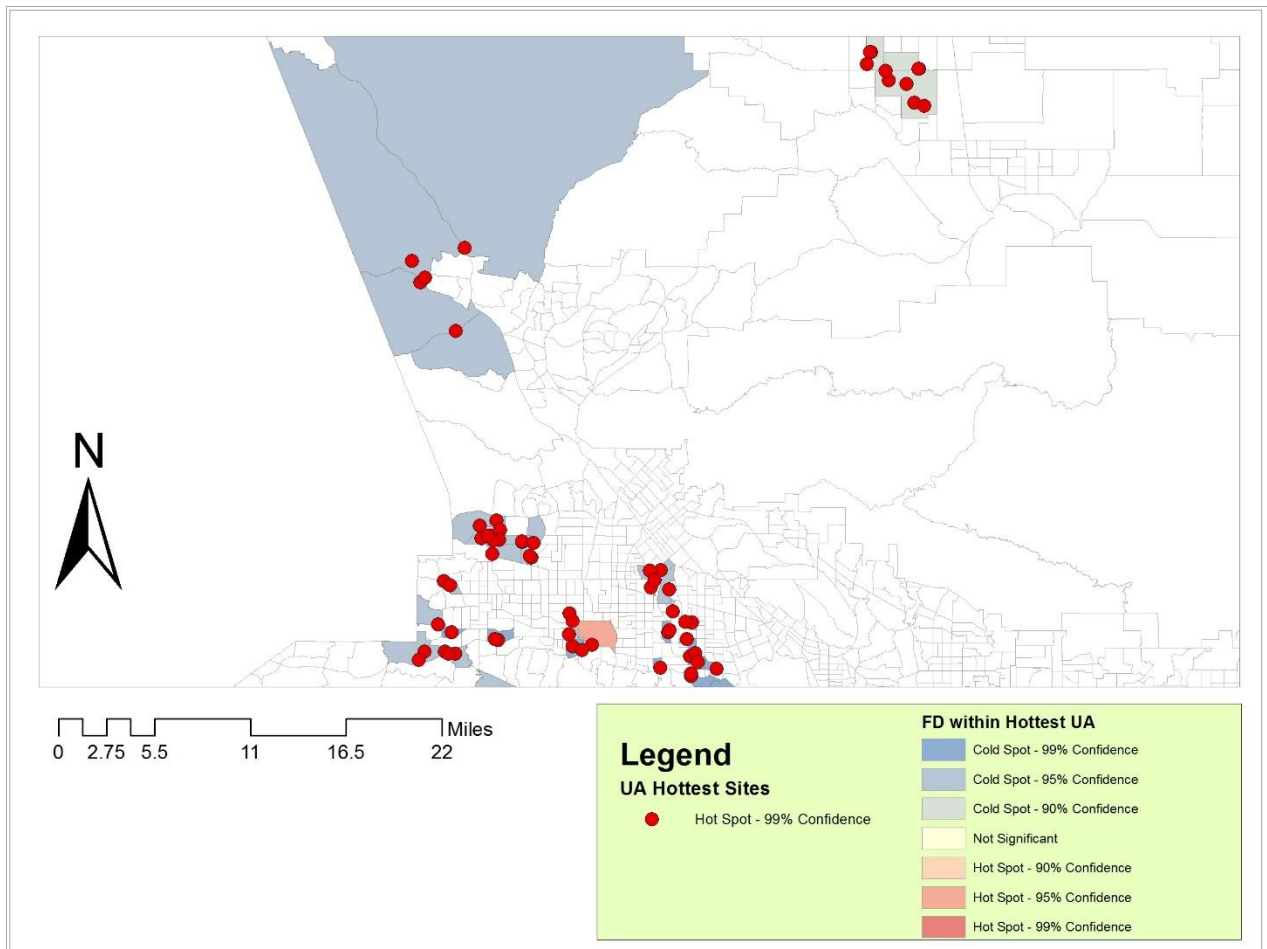 N
Miles
0 2.75 5.5 11 16.5 22
Legend
UA Hottest Sites
Hot Spot - 99% Confidence
FD within Hottest UA
Cold Spot - 99% Confidence
Cold Spot - 95% Confidence
Cold Spot - 90% Confidence
Not Significant
Hot Spot - 90% Confidence
Hot Spot - 95% Confidence
Hot Spot - 99% Confidence